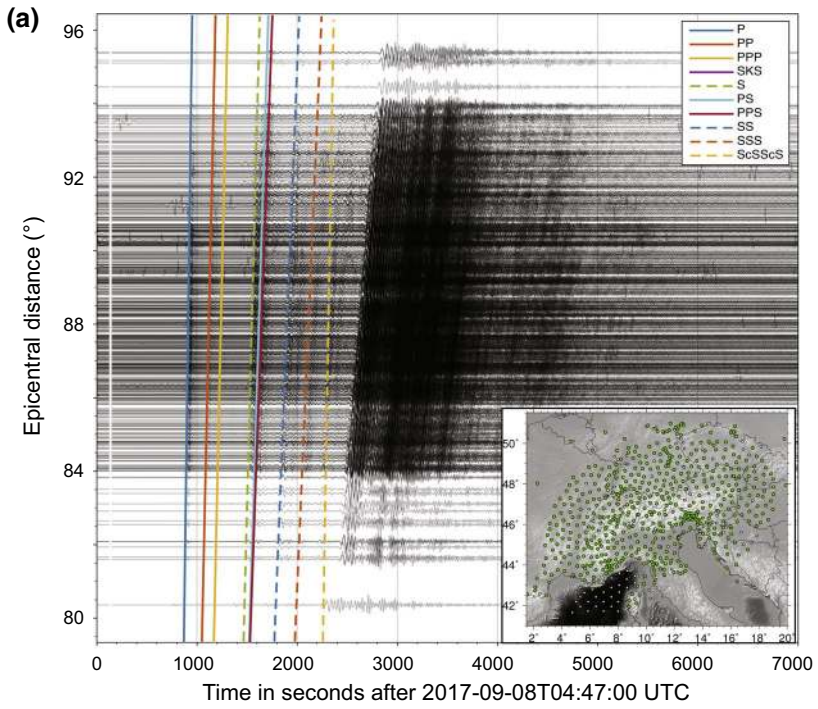 (a)
96
92
88
84
80
Epicentral distance (°)
P
PP
PPP
SKS
S
PS
PPS
SS
SSS
ScSScS
50°
48°
46°
44°
42°
2° 4° 6° 8° 10° 12° 14° 16° 18° 20°
0 1000 2000 3000 4000 5000 6000 7000
Time in seconds after 2017-09-08T04:47:00 UTC